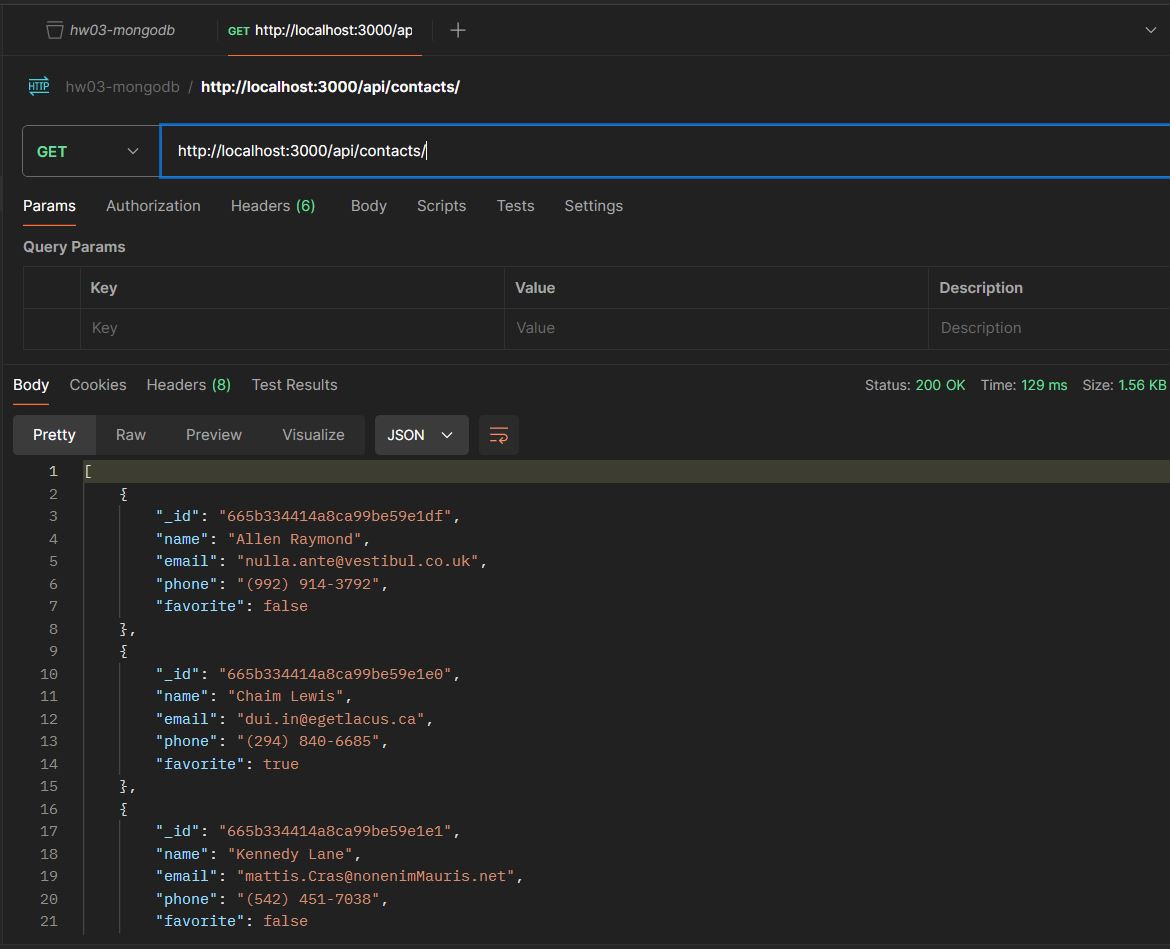 hw03-mongodb GET http://localhost:3000/ap
HTTP hw03-mongodb / http://localhost:3000/api/contacts/
GET http://localhost:3000/api/contacts/
Params Authorization Headers (6) Body Scripts Tests Settings
Query Params
Key Value Description
Key Value Description
Body Cookies Headers (8) Test Results Status: 200 OK Time: 129 ms Size: 1.56 KB
Pretty Raw Preview Visualize JSON
1 [
2 {
3 "_id": "665b334414a8ca99be59e1df",
4 "name": "Allen Raymond",
5 "email": "nulla.ante@vestibul.co.uk",
6 "phone": "(992) 914-3792",
7 "favorite": false
8 },
9 {
10 "_id": "665b334414a8ca99be59e1e0",
11 "name": "Chaim Lewis",
12 "email": "dui.in@egetlacus.ca",
13 "phone": "(294) 840-6685",
14 "favorite": true
15 },
16 {
17 "_id": "665b334414a8ca99be59e1e1",
18 "name": "Kennedy Lane",
19 "email": "mattis.Cras@nonenimMauris.net",
20 "phone": "(542) 451-7038",
21 "favorite": false